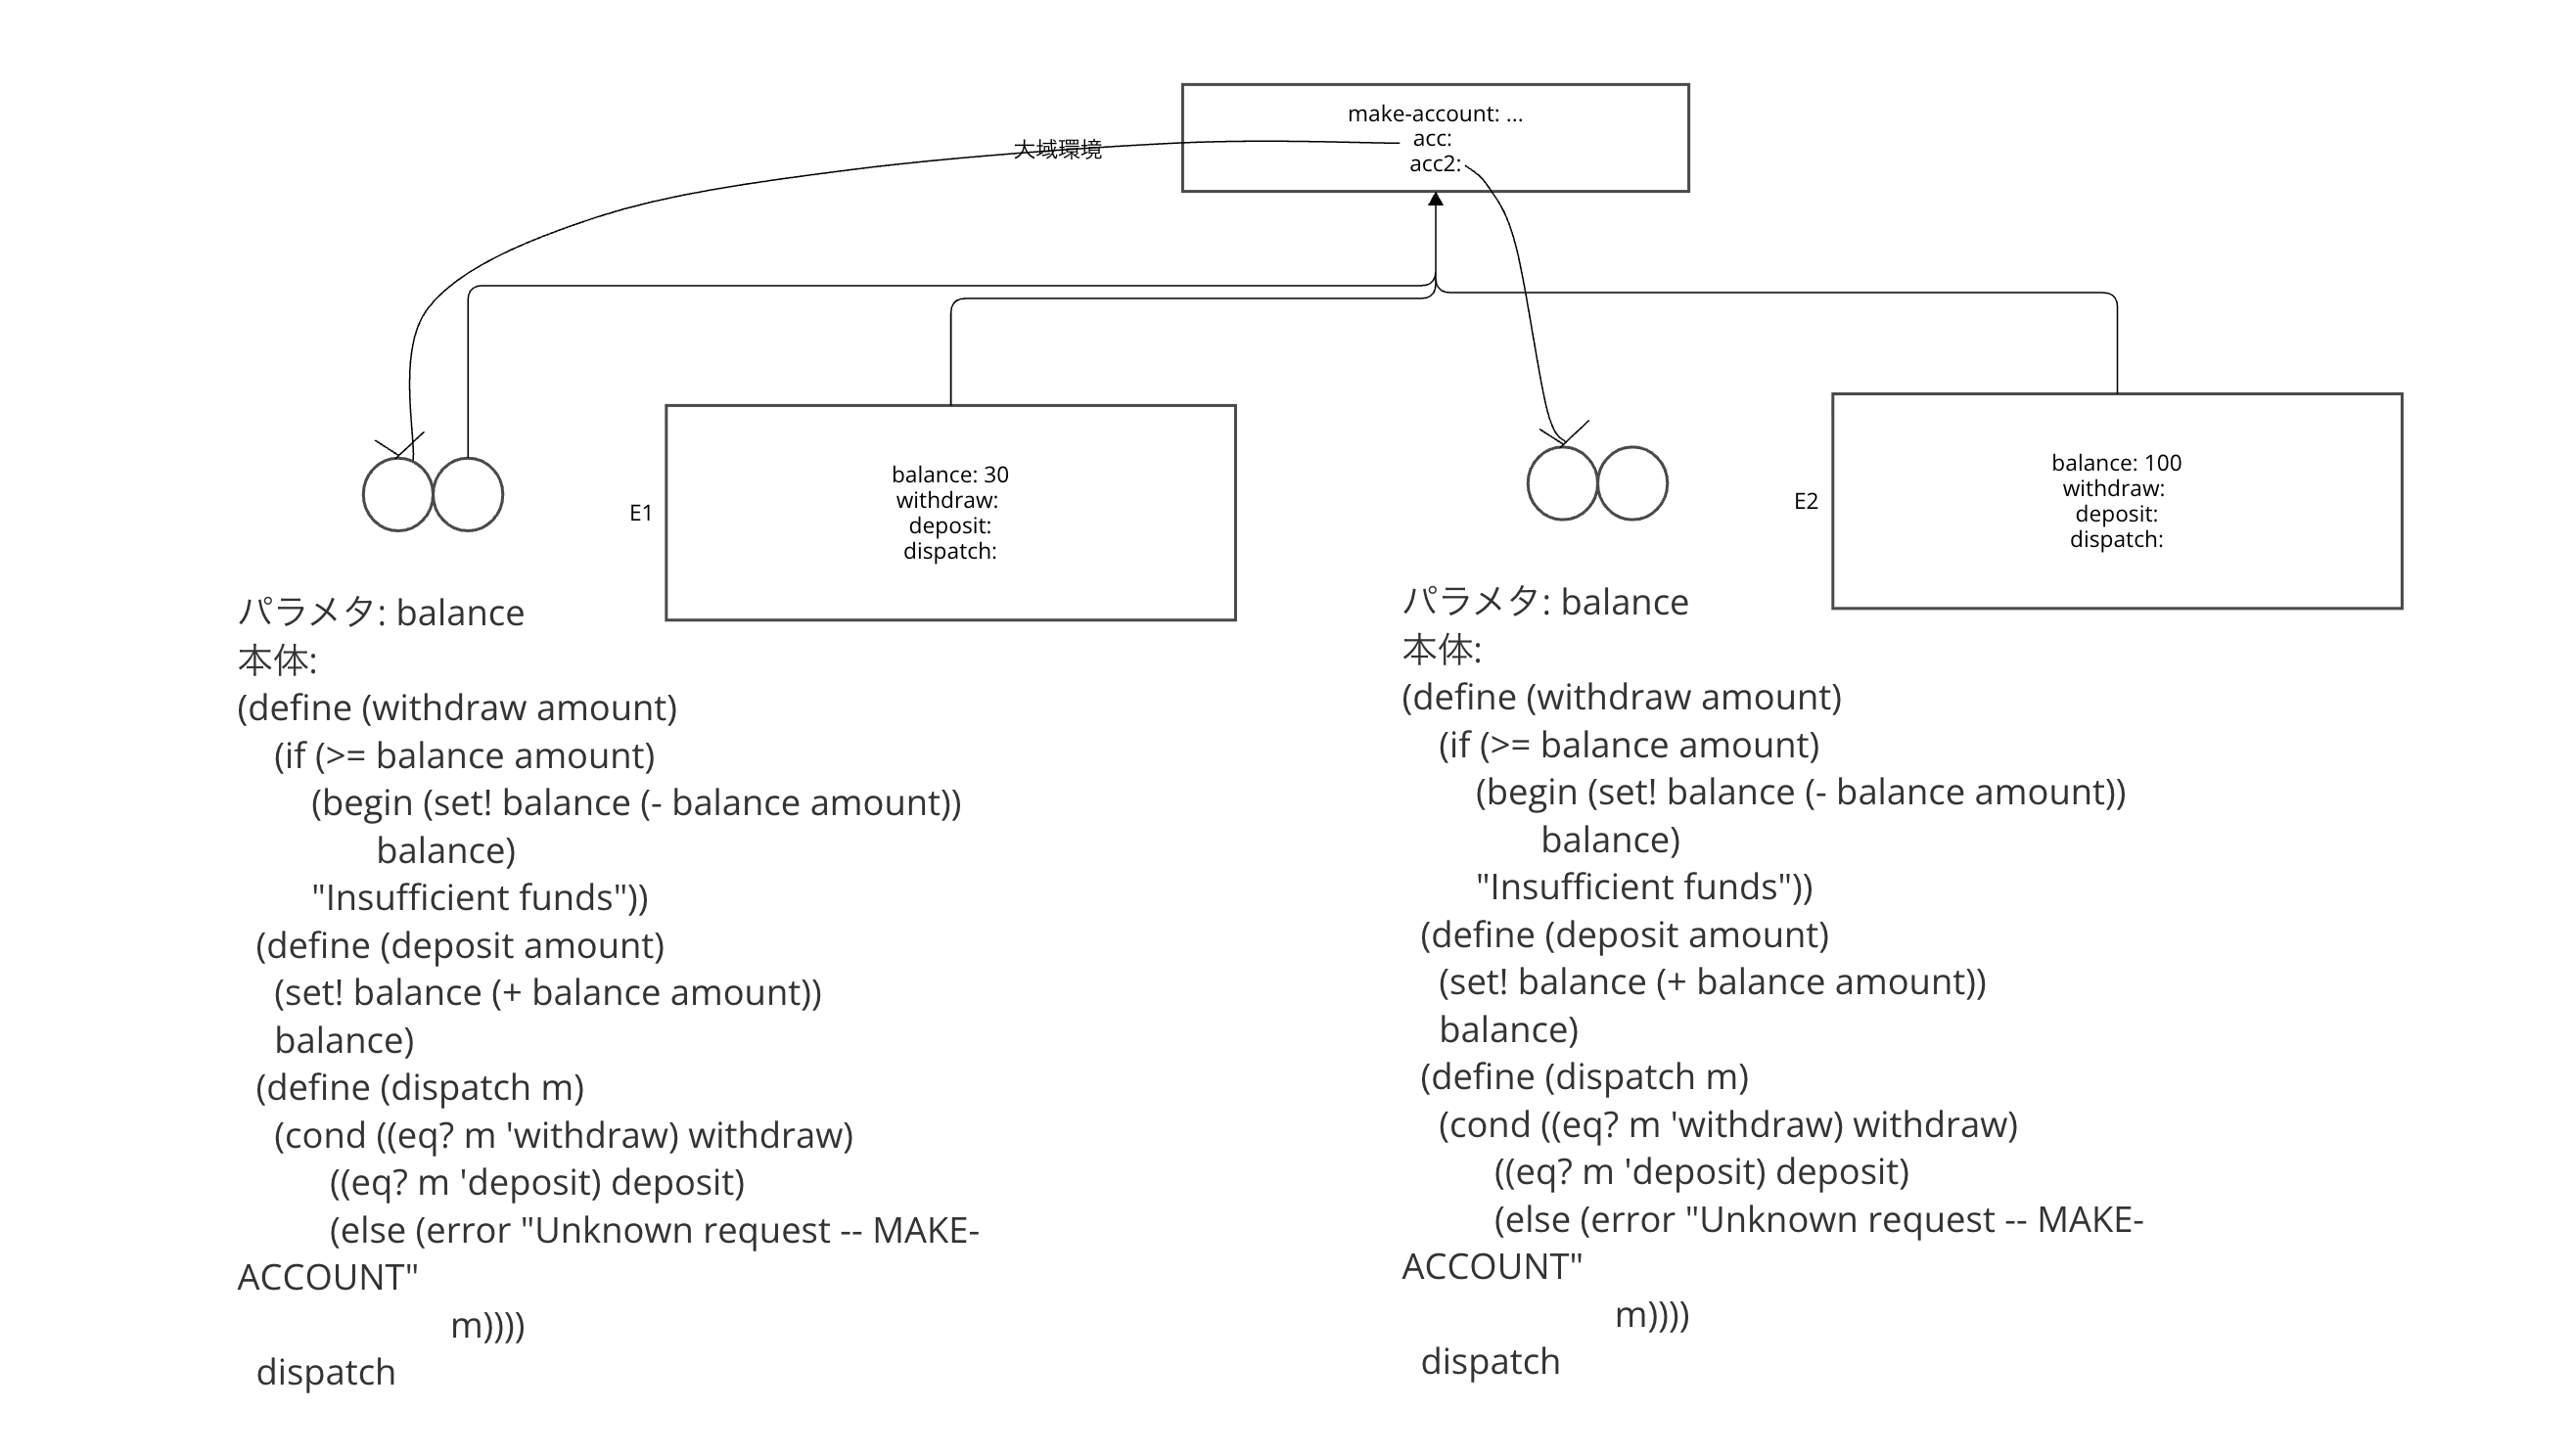 make-account: ...
acc:
acc2:
大域環境
E1
balance: 30
withdraw:
deposit:
dispatch:
E2
balance: 100
withdraw:
deposit:
dispatch:
パラメタ: balance
本体:
(define (withdraw amount)
(if (>= balance amount)
(begin (set! balance (- balance amount))
balance)
"Insufficient funds"))
(define (deposit amount)
(set! balance (+ balance amount))
balance)
(define (dispatch m)
(cond ((eq? m 'withdraw) withdraw)
((eq? m 'deposit) deposit)
(else (error "Unknown request -- MAKE-
ACCOUNT"
m))))
dispatch
パラメタ: balance
本体:
(define (withdraw amount)
(if (>= balance amount)
(begin (set! balance (- balance amount))
balance)
"Insufficient funds"))
(define (deposit amount)
(set! balance (+ balance amount))
balance)
(define (dispatch m)
(cond ((eq? m 'withdraw) withdraw)
((eq? m 'deposit) deposit)
(else (error "Unknown request -- MAKE-
ACCOUNT"
m))))
dispatch